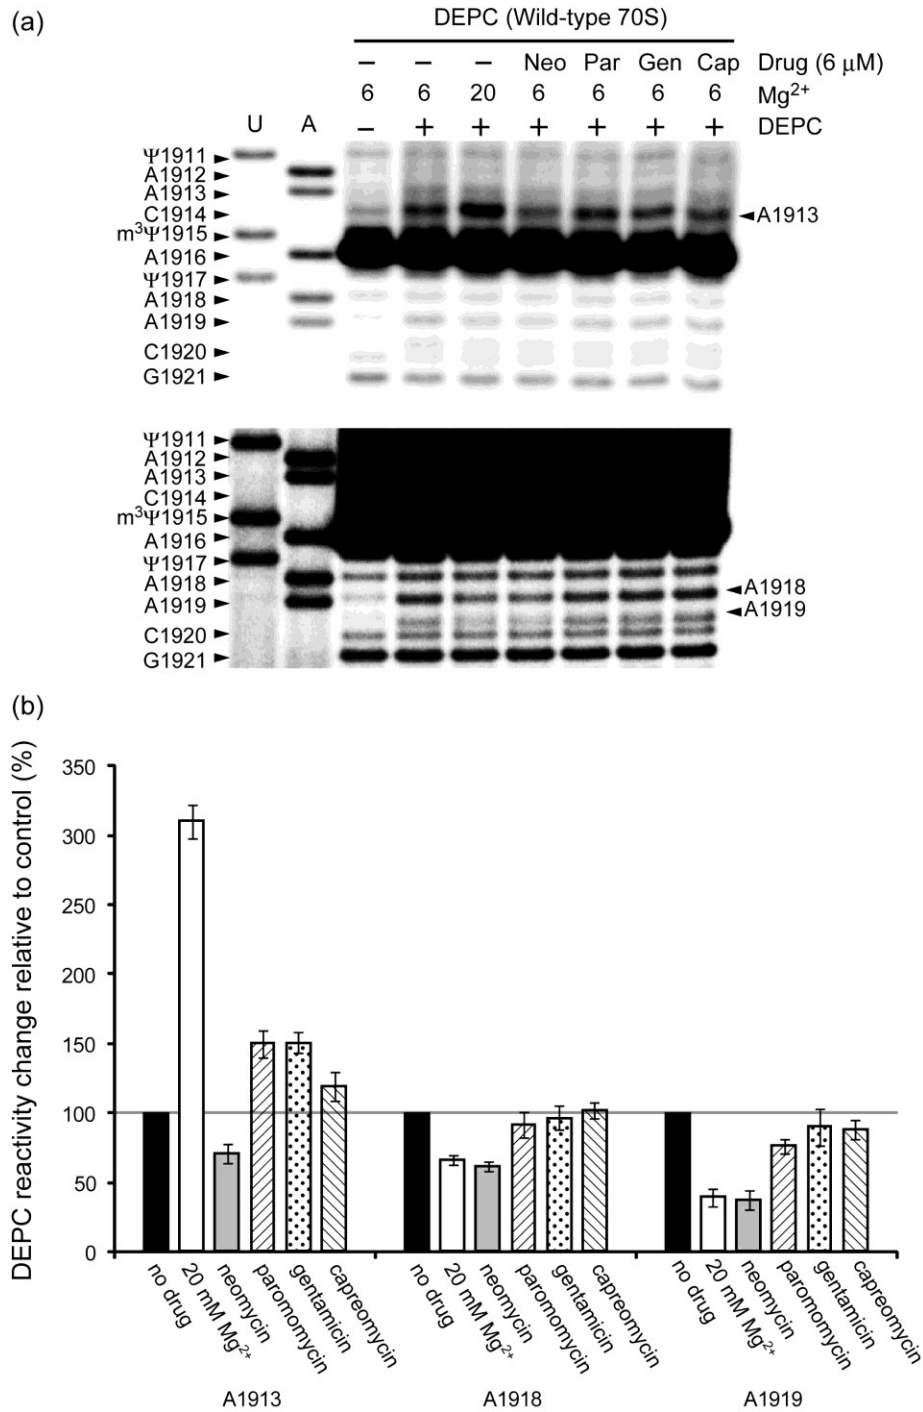 (a)
DEPC (Wild-type 70S)
– – – Neo Par Gen Cap Drug (6 μM)
6 6 20 6 6 6 6 Mg²⁺
U A – + + + + + + DEPC
Ψ1911
A1912
A1913
C1914
A1913
m³Ψ1915
A1916
Ψ1917
A1918
A1919
C1920
G1921
Ψ1911
A1912
A1913
C1914
m³Ψ1915
A1916
Ψ1917
A1918
A1918
A1919
A1919
C1920
G1921
(b)
DEPC reactivity change relative to control (%)
350
300
250
200
150
100
50
0
no drug
20 mM Mg²⁺
neomycin
paromomycin
gentamicin
capreomycin
no drug
20 mM Mg²⁺
neomycin
paromomycin
gentamicin
capreomycin
no drug
20 mM Mg²⁺
neomycin
paromomycin
gentamicin
capreomycin
A1913 A1918 A1919